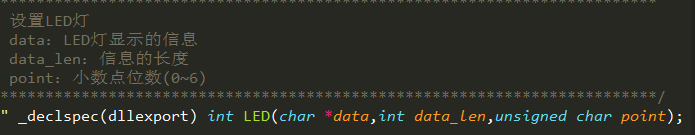 *************************************************************************
设置LED灯
data：LED灯显示的信息
data_len：信息的长度
point：小数点位数(0~6)
*************************************************************************/
" _declspec(dllexport) int LED(char *data,int data_len,unsigned char point);